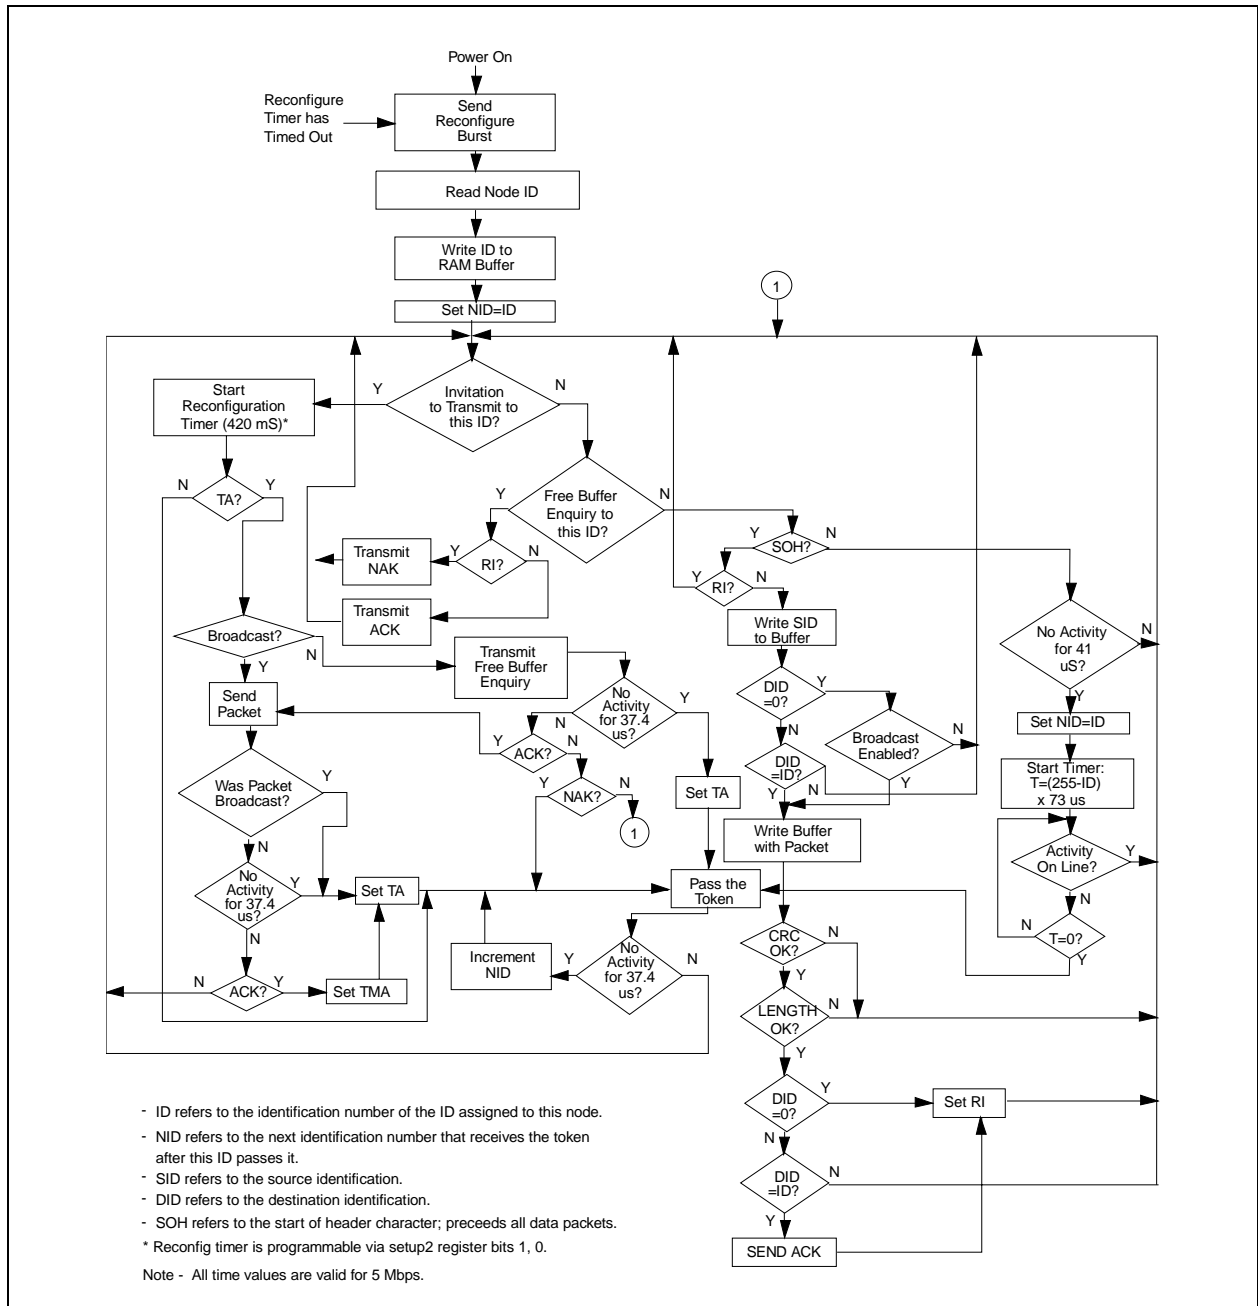 Power On
Reconfigure
Timer has
Timed Out
Send
Reconfigure
Burst
Read Node ID
Write ID to
RAM Buffer
Set NID=ID
1
Start
Reconfiguration
Timer (420 mS)*
Y
Invitation
to Transmit to
this ID?
N
N
TA?
Y
Y
Free Buffer
Enquiry to
this ID?
N
Transmit
NAK
Y
RI?
N
Transmit
ACK
Y
SOH?
N
Y
RI?
N
Write SID
to Buffer
No Activity
for 41
uS?
N
Y
Broadcast?
N
Y
Transmit
Free Buffer
Enquiry
Send
Packet
No
Activity
for 37.4
us?
Y
N
DID
=0?
Y
N
Broadcast
Enabled?
N
Y
Set NID=ID
Start Timer:
T=(255-ID)
x 73 us
Y
ACK?
N
DID
=ID?
N
Y
Was Packet
Broadcast?
Y
N
NAK?
Y
N
1
Set TA
Write Buffer
with Packet
Activity
On Line?
Y
N
No
Activity
for 37.4
us?
Y
N
Set TA
Pass the
Token
T=0?
N
Y
N
ACK?
Y
Set TMA
Increment
NID
Y
No
Activity
for 37.4
us?
N
CRC
OK?
N
Y
LENGTH
OK?
N
Y
DID
=0?
Y
N
Set RI
DID
=ID?
N
Y
SEND ACK
- ID refers to the identification number of the ID assigned to this node.
- NID refers to the next identification number that receives the token
after this ID passes it.
- SID refers to the source identification.
- DID refers to the destination identification.
- SOH refers to the start of header character; preceeds all data packets.
* Reconfig timer is programmable via setup2 register bits 1, 0.
Note - All time values are valid for 5 Mbps.